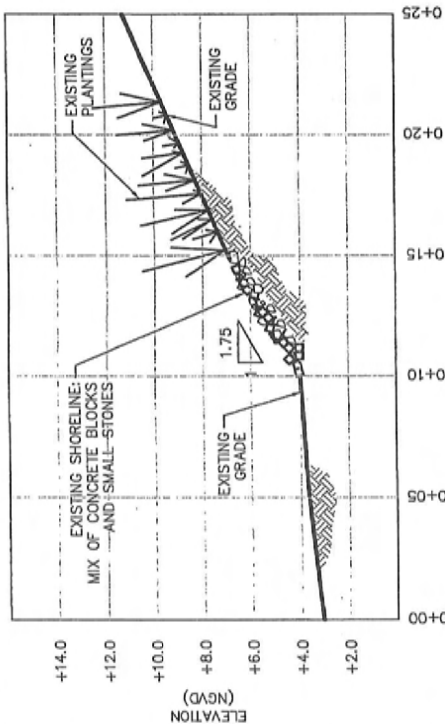 EXISTING SHORELINE:
MIX OF CONCRETE BLOCKS
AND SMALL STONES
EXISTING
PLANTINGS
EXISTING
GRADE
1.75
1
EXISTING
GRADE
ELEVATION
(NGVD)
+14.0
+12.0
+10.0
+8.0
+6.0
+4.0
+2.0
0+00
0+05
0+10
0+15
0+20
0+25